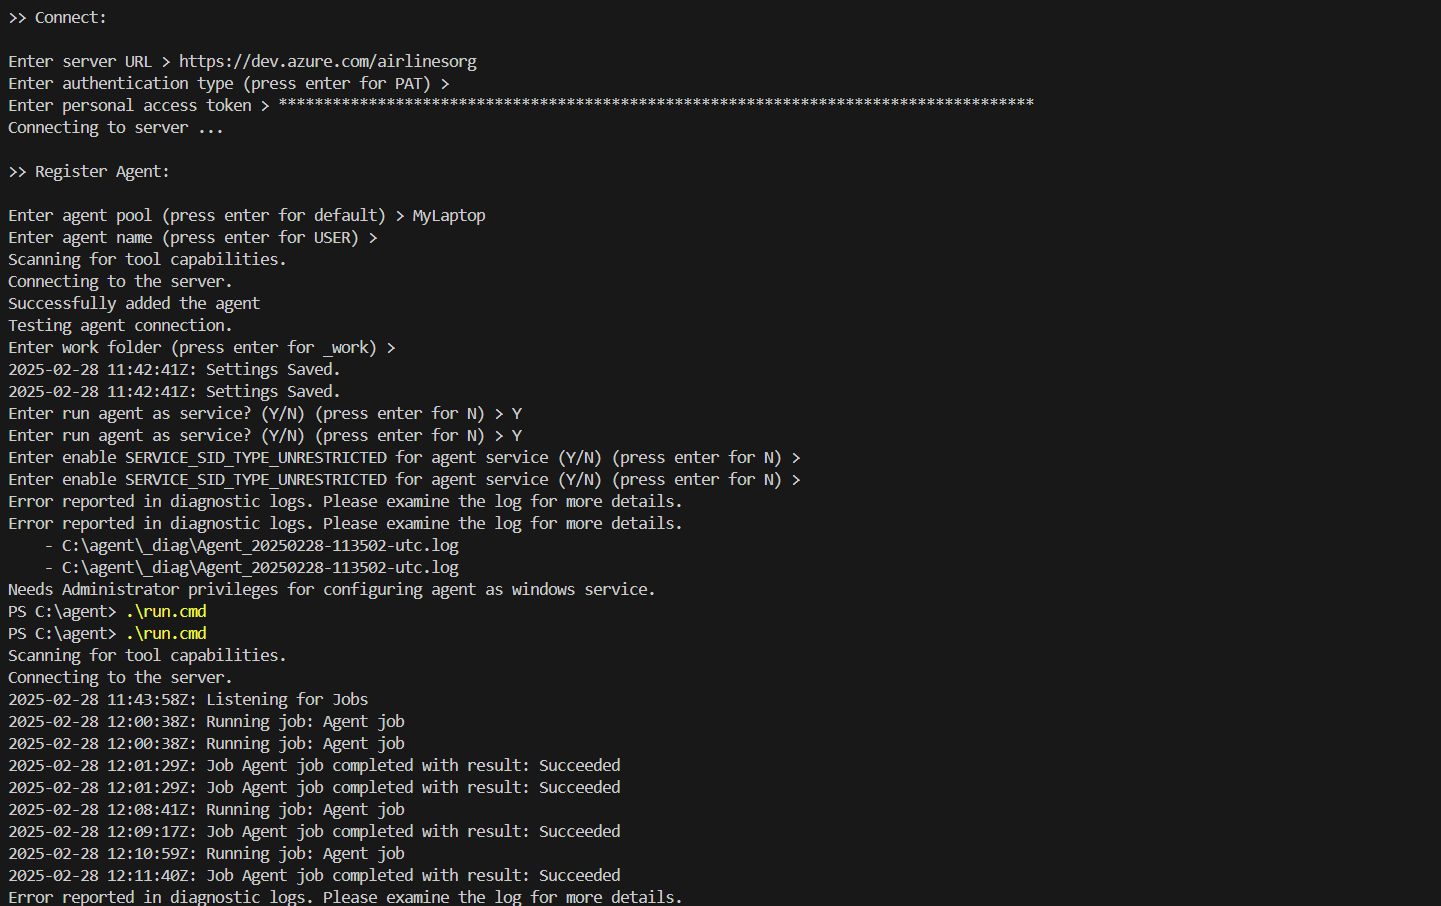 >> Connect:
Enter server URL > https://dev.azure.com/airlinesorg
Enter authentication type (press enter for PAT) >
Enter personal access token > ************************************************************************************
Connecting to server ...
>> Register Agent:
Enter agent pool (press enter for default) > MyLaptop
Enter agent name (press enter for USER) >
Scanning for tool capabilities.
Connecting to the server.
Successfully added the agent
Testing agent connection.
Enter work folder (press enter for _work) >
2025-02-28 11:42:41Z: Settings Saved.
2025-02-28 11:42:41Z: Settings Saved.
Enter run agent as service? (Y/N) (press enter for N) > Y
Enter run agent as service? (Y/N) (press enter for N) > Y
Enter enable SERVICE_SID_TYPE_UNRESTRICTED for agent service (Y/N) (press enter for N) >
Enter enable SERVICE_SID_TYPE_UNRESTRICTED for agent service (Y/N) (press enter for N) >
Error reported in diagnostic logs. Please examine the log for more details.
Error reported in diagnostic logs. Please examine the log for more details.
    - C:\agent\_diag\Agent_20250228-113502-utc.log
    - C:\agent\_diag\Agent_20250228-113502-utc.log
Needs Administrator privileges for configuring agent as windows service.
PS C:\agent> .\run.cmd
PS C:\agent> .\run.cmd
Scanning for tool capabilities.
Connecting to the server.
2025-02-28 11:43:58Z: Listening for Jobs
2025-02-28 12:00:38Z: Running job: Agent job
2025-02-28 12:00:38Z: Running job: Agent job
2025-02-28 12:01:29Z: Job Agent job completed with result: Succeeded
2025-02-28 12:01:29Z: Job Agent job completed with result: Succeeded
2025-02-28 12:08:41Z: Running job: Agent job
2025-02-28 12:09:17Z: Job Agent job completed with result: Succeeded
2025-02-28 12:10:59Z: Running job: Agent job
2025-02-28 12:11:40Z: Job Agent job completed with result: Succeeded
Error reported in diagnostic logs. Please examine the log for more details.